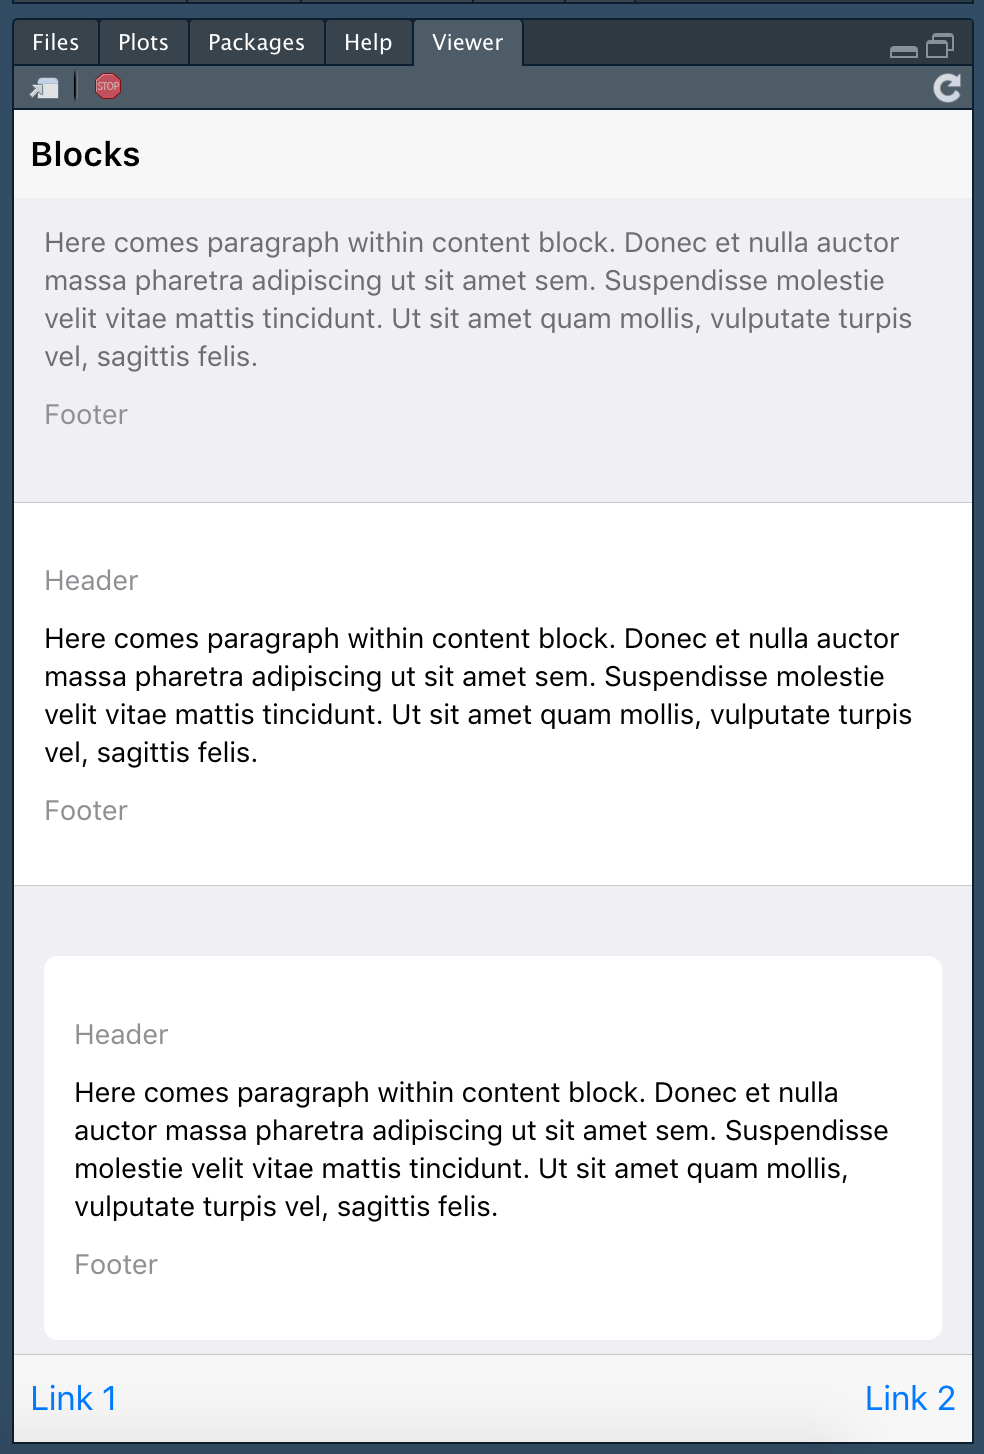 Files Plots Packages Help Viewer
STOP
Blocks
Here comes paragraph within content block. Donec et nulla auctor
massa pharetra adipiscing ut sit amet sem. Suspendisse molestie
velit vitae mattis tincidunt. Ut sit amet quam mollis, vulputate turpis
vel, sagittis felis.
Footer
Header
Here comes paragraph within content block. Donec et nulla auctor
massa pharetra adipiscing ut sit amet sem. Suspendisse molestie
velit vitae mattis tincidunt. Ut sit amet quam mollis, vulputate turpis
vel, sagittis felis.
Footer
Header
Here comes paragraph within content block. Donec et nulla
auctor massa pharetra adipiscing ut sit amet sem. Suspendisse
molestie velit vitae mattis tincidunt. Ut sit amet quam mollis,
vulputate turpis vel, sagittis felis.
Footer
Link 1 Link 2